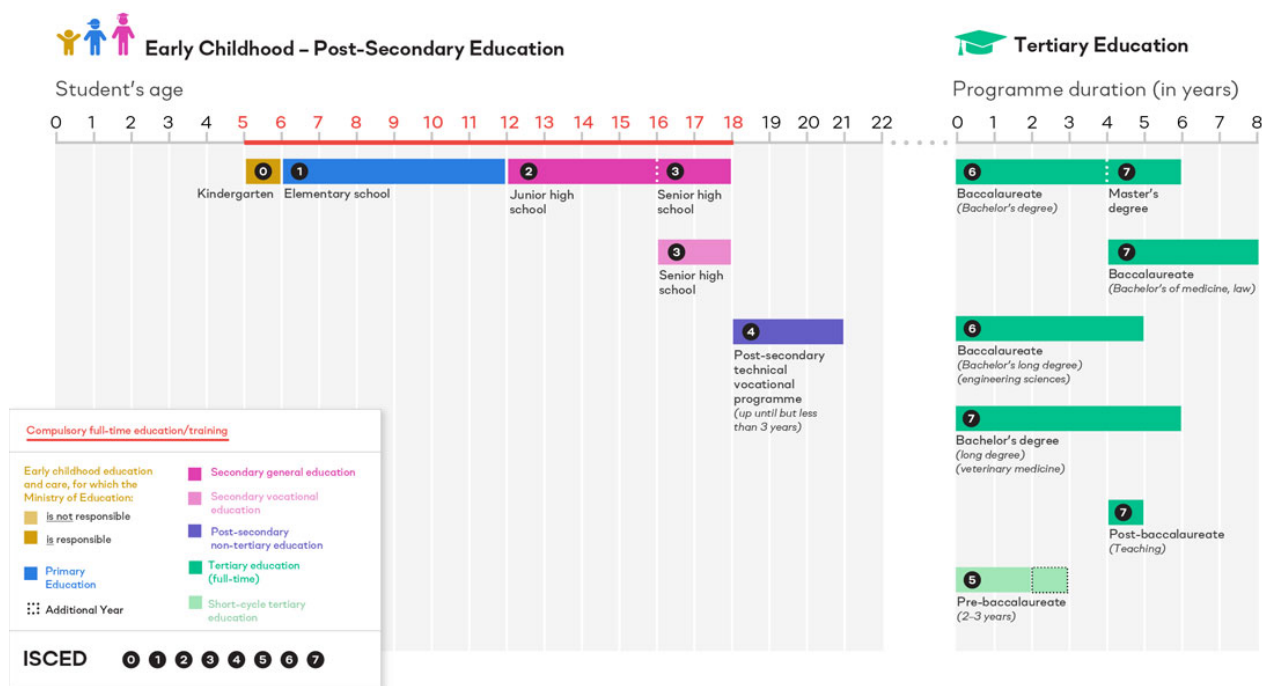 Early Childhood – Post-Secondary Education
Tertiary Education
Student's age
Programme duration (in years)
0 1 2 3 4 5 6 7 8 9 10 11 12 13 14 15 16 17 18 19 20 21 22
0 1 2 3 4 5 6 7 8
0
Kindergarten
1
Elementary school
2
Junior high
school
3
Senior high
school
3
Senior high
school
4
Post-secondary
technical
vocational
programme
(up until but less
than 3 years)
6
Baccalaureate
(Bachelor's degree)
7
Master's
degree
7
Baccalaureate
(Bachelor's of medicine, law)
6
Baccalaureate
(Bachelor's long degree)
(engineering sciences)
7
Bachelor's degree
(long degree)
(veterinary medicine)
7
Post-baccalaureate
(Teaching)
5
Pre-baccalaureate
(2–3 years)
Compulsory full-time education/training
Early childhood education
and care, for which the
Ministry of Education:
is not responsible
is responsible
Primary
Education
Additional Year
Secondary general education
Secondary vocational
education
Post-secondary
non-tertiary education
Tertiary education
(full-time)
Short-cycle tertiary
education
ISCED 0 1 2 3 4 5 6 7